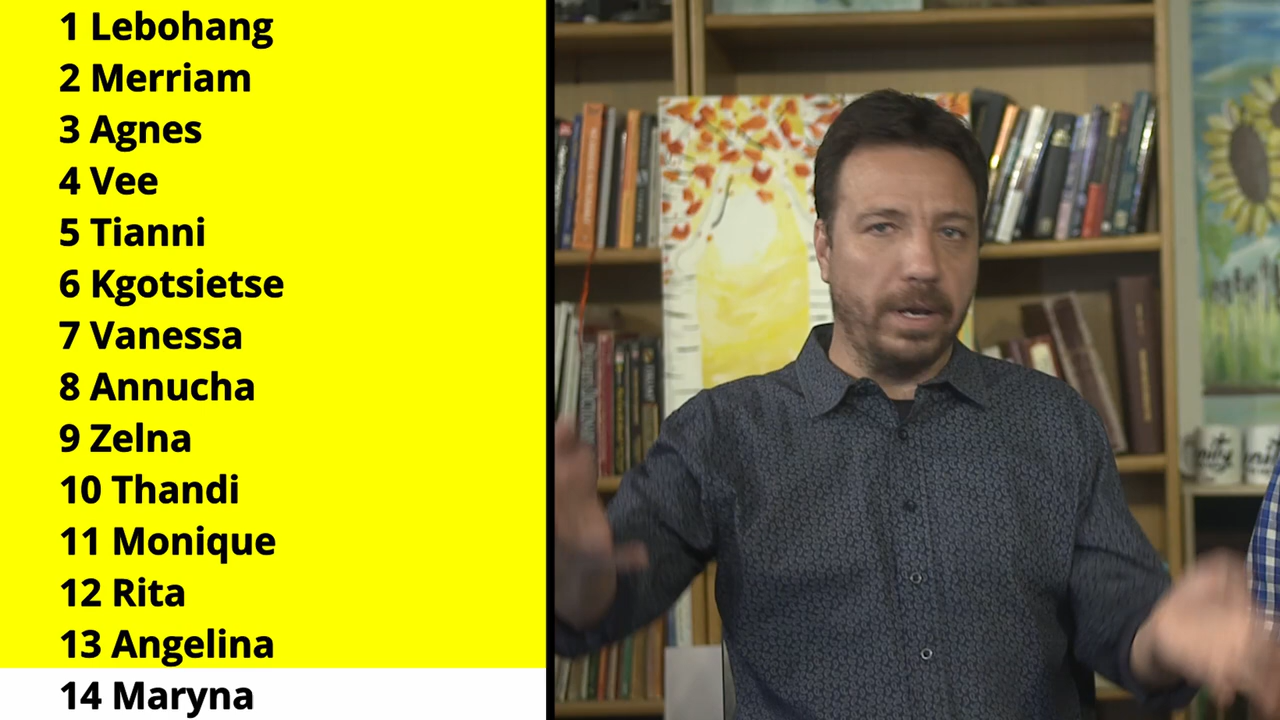 1 Lebohang
2 Merriam
3 Agnes
4 Vee
5 Tianni
6 Kgotsietse
7 Vanessa
8 Annucha
9 Zelna
10 Thandi
11 Monique
12 Rita
13 Angelina
14 Maryna